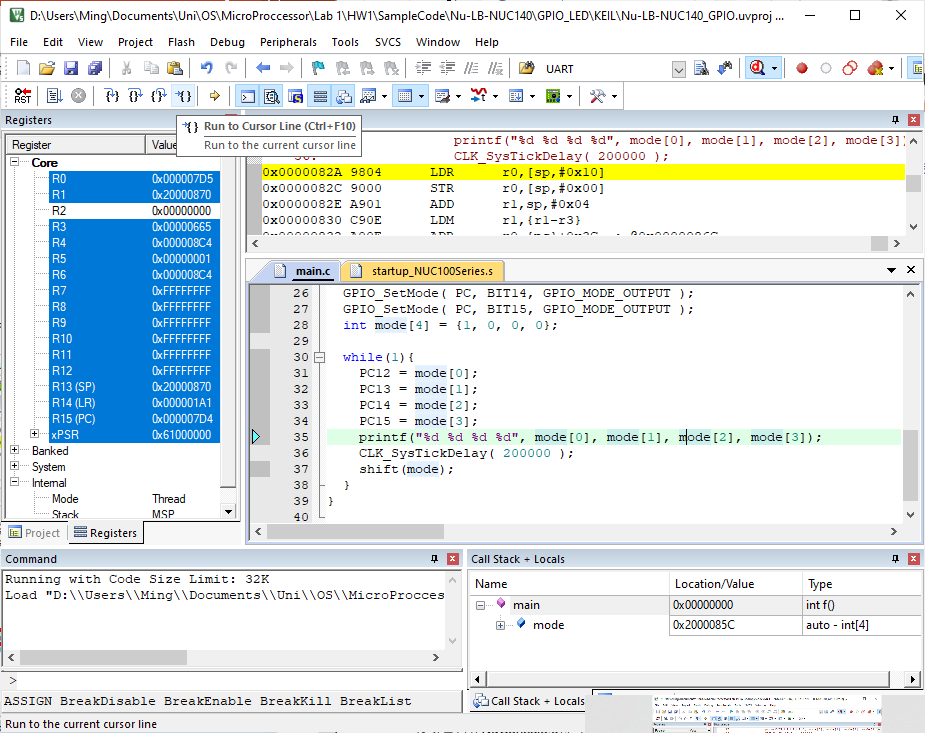 D:\Users\Ming\Documents\Uni\OS\MicroProccessor\Lab 1\HW1\SampleCode\Nu-LB-NUC140\GPIO_LED\KEIL\Nu-LB-NUC140_GPIO.uvproj ...
File Edit View Project Flash Debug Peripherals Tools SVCS Window Help
UART
RST
Registers
Run to Cursor Line (Ctrl+F10)
Run to the current cursor line
Register Value
Core
R0 0x000007D5
R1 0x20000870
R2 0x00000000
R3 0x00000665
R4 0x000008C4
R5 0x00000001
R6 0x000008C4
R7 0xFFFFFFFF
R8 0xFFFFFFFF
R9 0xFFFFFFFF
R10 0xFFFFFFFF
R11 0xFFFFFFFF
R12 0xFFFFFFFF
R13 (SP) 0x20000870
R14 (LR) 0x000001A1
R15 (PC) 0x000007D4
xPSR 0x61000000
Banked
System
Internal
Mode Thread
Stack MSP
Project Registers
printf("%d %d %d %d", mode[0], mode[1], mode[2], mode[3])
CLK_SysTickDelay( 200000 );
0x0000082A 9804 LDR r0,[sp,#0x10]
0x0000082C 9000 STR r0,[sp,#0x00]
0x0000082E A901 ADD r1,sp,#0x04
0x00000830 C90E LDM r1,{r1-r3}
main.c startup_NUC100Series.s
26 GPIO_SetMode( PC, BIT14, GPIO_MODE_OUTPUT );
27 GPIO_SetMode( PC, BIT15, GPIO_MODE_OUTPUT );
28 int mode[4] = {1, 0, 0, 0};
29
30 while(1){
31 PC12 = mode[0];
32 PC13 = mode[1];
33 PC14 = mode[2];
34 PC15 = mode[3];
35 printf("%d %d %d %d", mode[0], mode[1], mode[2], mode[3]);
36 CLK_SysTickDelay( 200000 );
37 shift(mode);
38 }
39 }
40
Command
Running with Code Size Limit: 32K
Load "D:\\Users\\Ming\\Documents\\Uni\\OS\\MicroProcces
>
ASSIGN BreakDisable BreakEnable BreakKill BreakList
Call Stack + Locals
Name Location/Value Type
main 0x00000000 int f()
mode 0x2000085C auto - int[4]
Call Stack + Locals
Run to the current cursor line